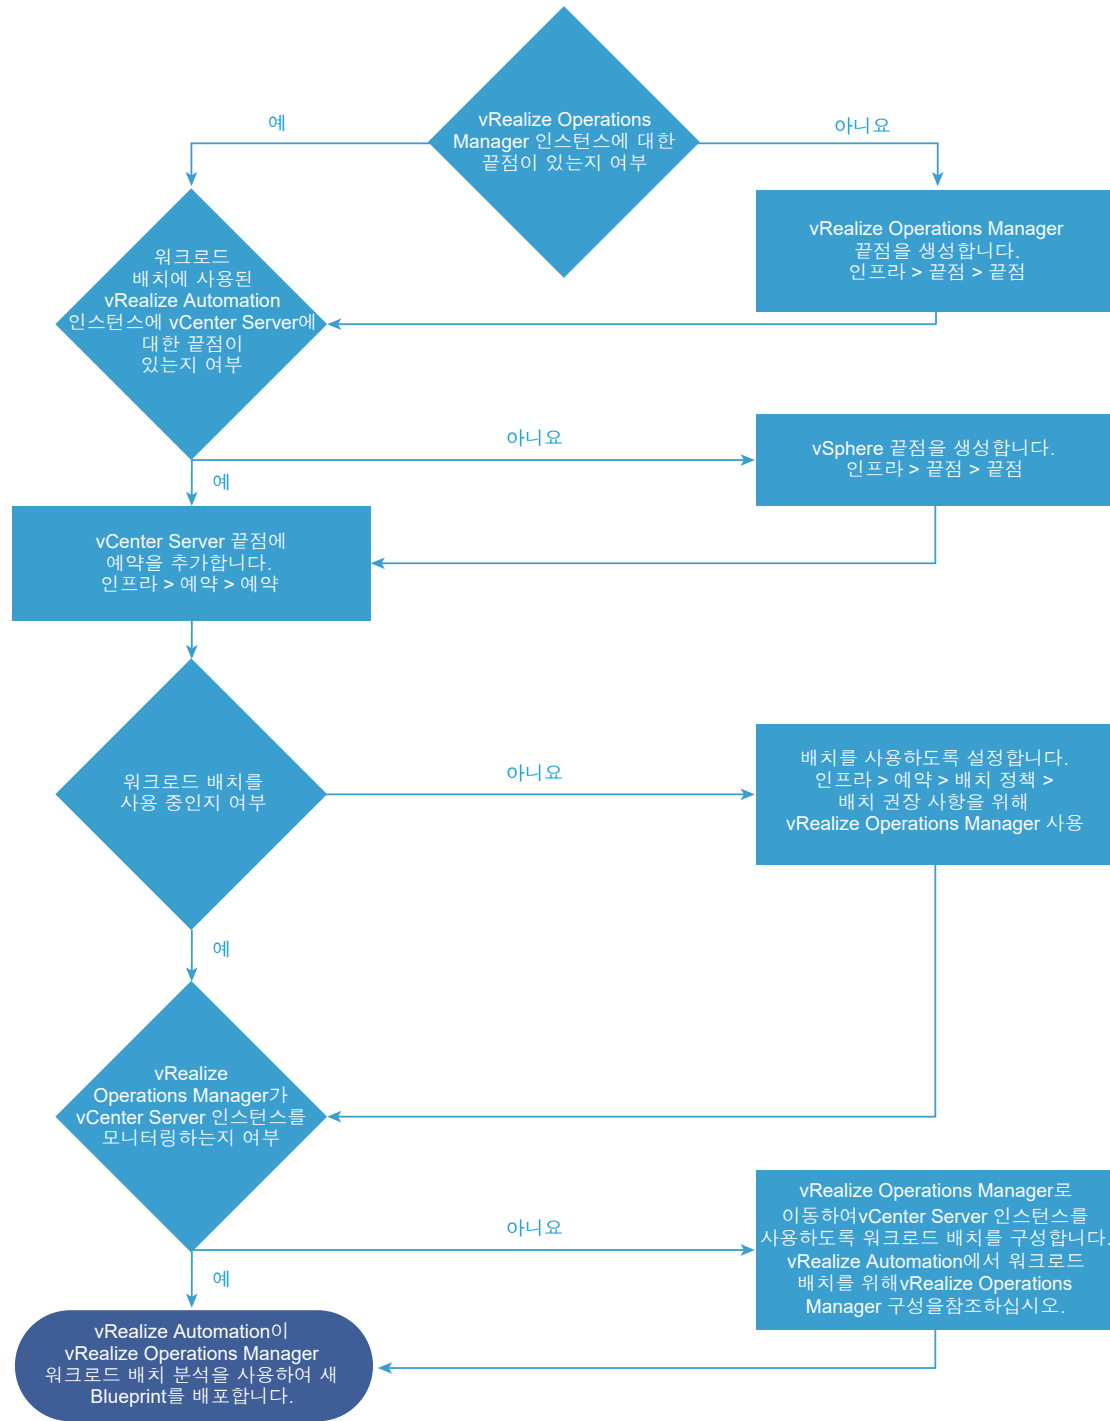 vRealize Operations
Manager 인스턴스에 대한
끝점이 있는지 여부
예
아니요
vRealize Operations Manager
끝점을 생성합니다.
인프라 > 끝점 > 끝점
워크로드
배치에 사용된
vRealize Automation
인스턴스에 vCenter Server에
대한 끝점이
있는지 여부
아니요
예
vSphere 끝점을 생성합니다.
인프라 > 끝점 > 끝점
vCenter Server 끝점에
예약을 추가합니다.
인프라 > 예약 > 예약
워크로드 배치를
사용 중인지 여부
아니요
배치를 사용하도록 설정합니다.
인프라 > 예약 > 배치 정책 >
배치 권장 사항을 위해
vRealize Operations Manager 사용
예
vRealize
Operations Manager가
vCenter Server 인스턴스를
모니터링하는지 여부
아니요
예
vRealize Operations Manager로
이동하여vCenter Server 인스턴스를
사용하도록 워크로드 배치를 구성합니다.
vRealize Automation에서 워크로드
배치를 위해vRealize Operations
Manager 구성을참조하십시오.
vRealize Automation이
vRealize Operations Manager
워크로드 배치 분석을 사용하여 새
Blueprint를 배포합니다.